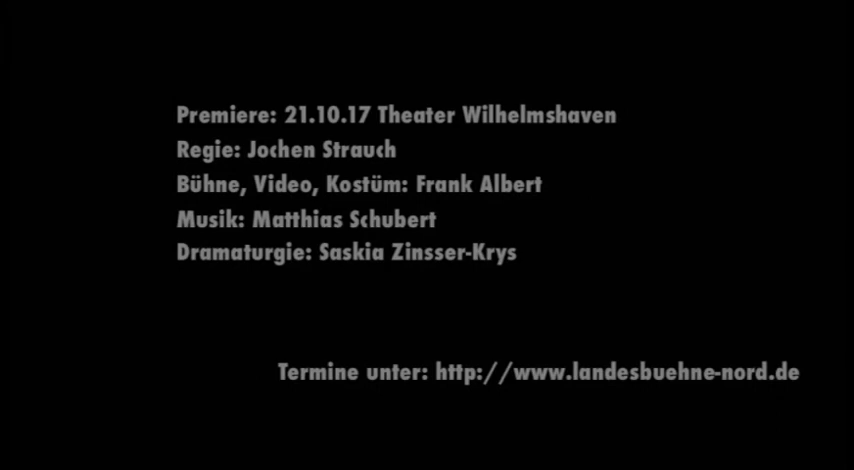 Premiere: 21.10.17 Theater Wilhelmshaven
Regie: Jochen Strauch
Bühne, Video, Kostüm: Frank Albert
Musik: Matthias Schubert
Dramaturgie: Saskia Zinsser-Krys
Termine unter: http://www.landesbuehne-nord.de